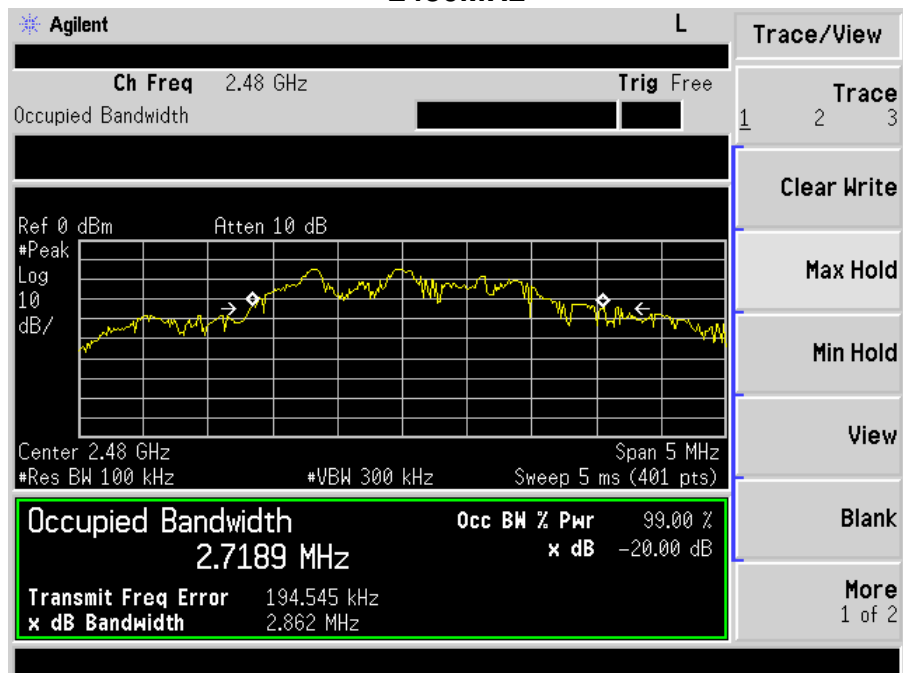 Agilent L
Trace/View
Ch Freq 2.48 GHz Trig Free
Occupied Bandwidth
Trace
1 2 3
Clear Write
Max Hold
Min Hold
View
Blank
More
1 of 2
Ref 0 dBm Atten 10 dB
#Peak
Log
10
dB/
Center 2.48 GHz Span 5 MHz
#Res BW 100 kHz #VBW 300 kHz Sweep 5 ms (401 pts)
Occupied Bandwidth
2.7189 MHz
Occ BW % Pwr 99.00 %
x dB -20.00 dB
Transmit Freq Error 194.545 kHz
x dB Bandwidth 2.862 MHz